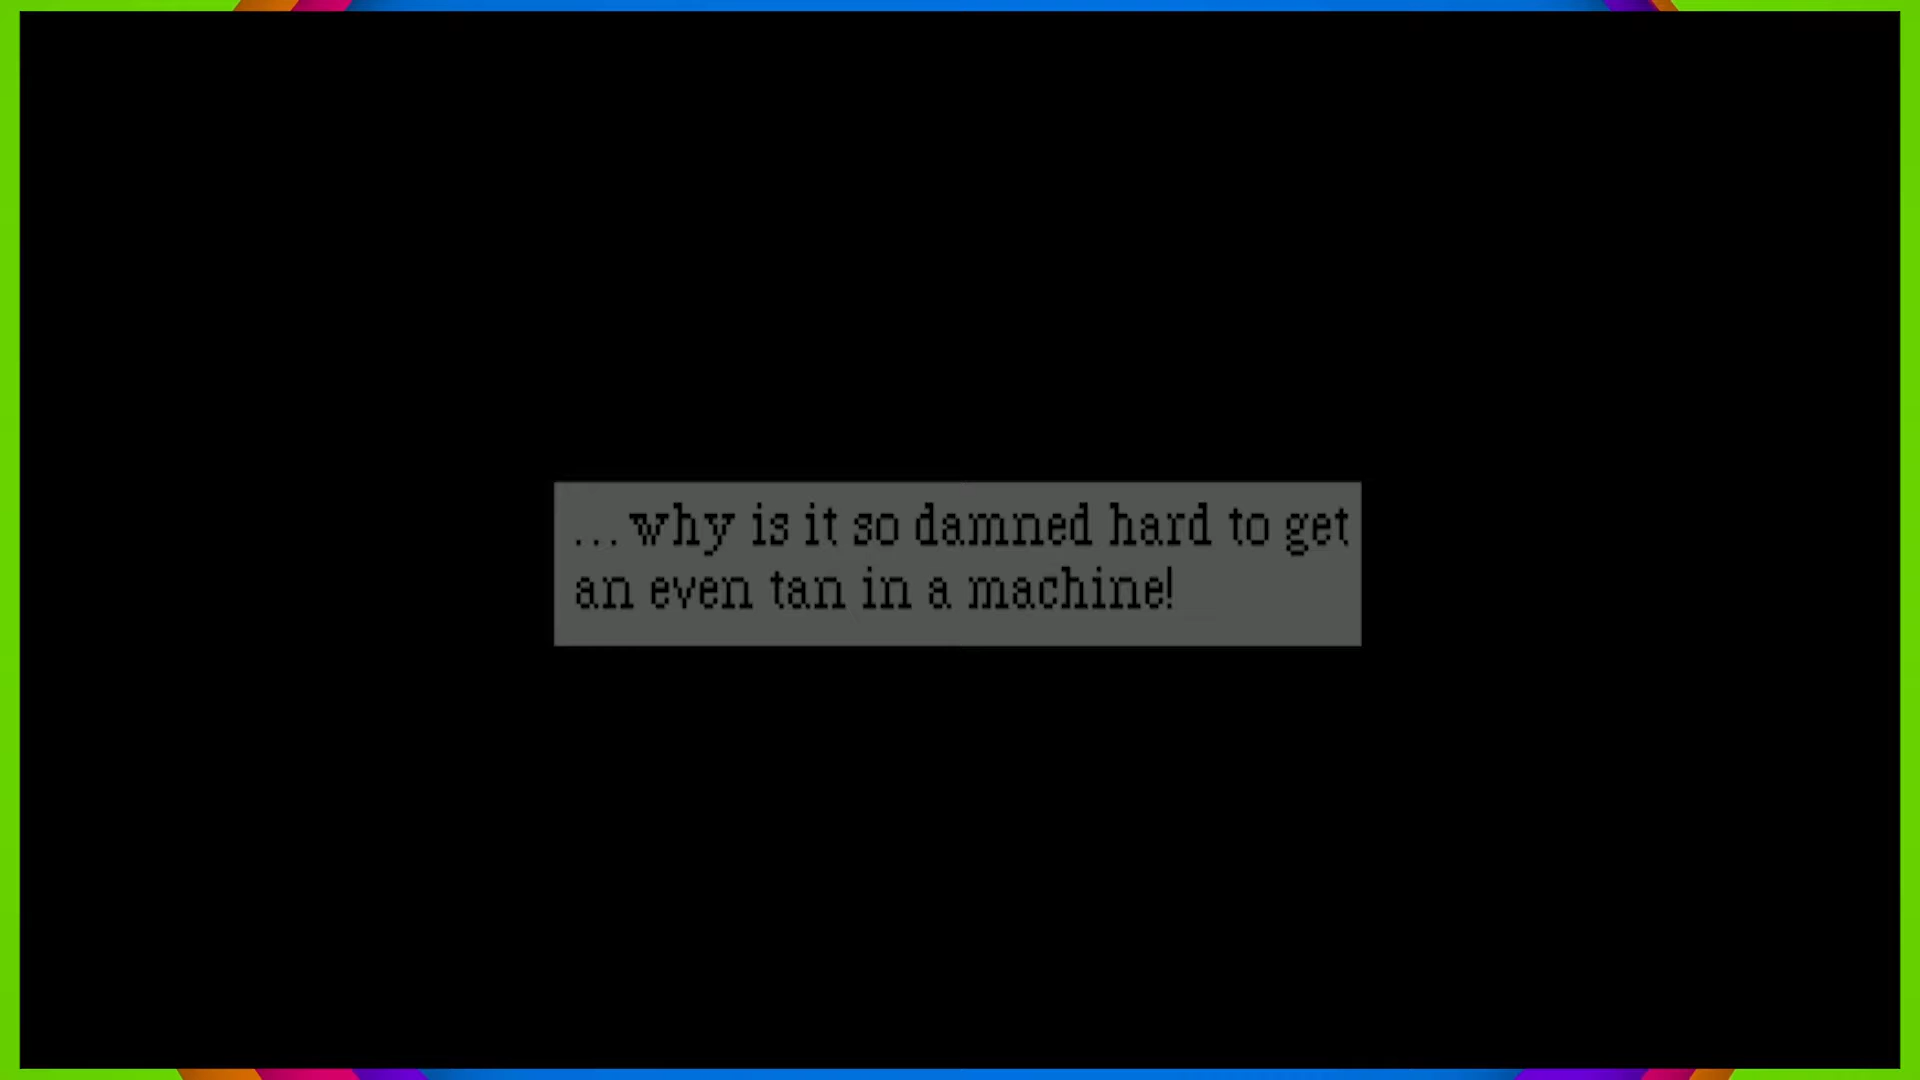 ...why is it so damned hard to get
an even tan in a machine!